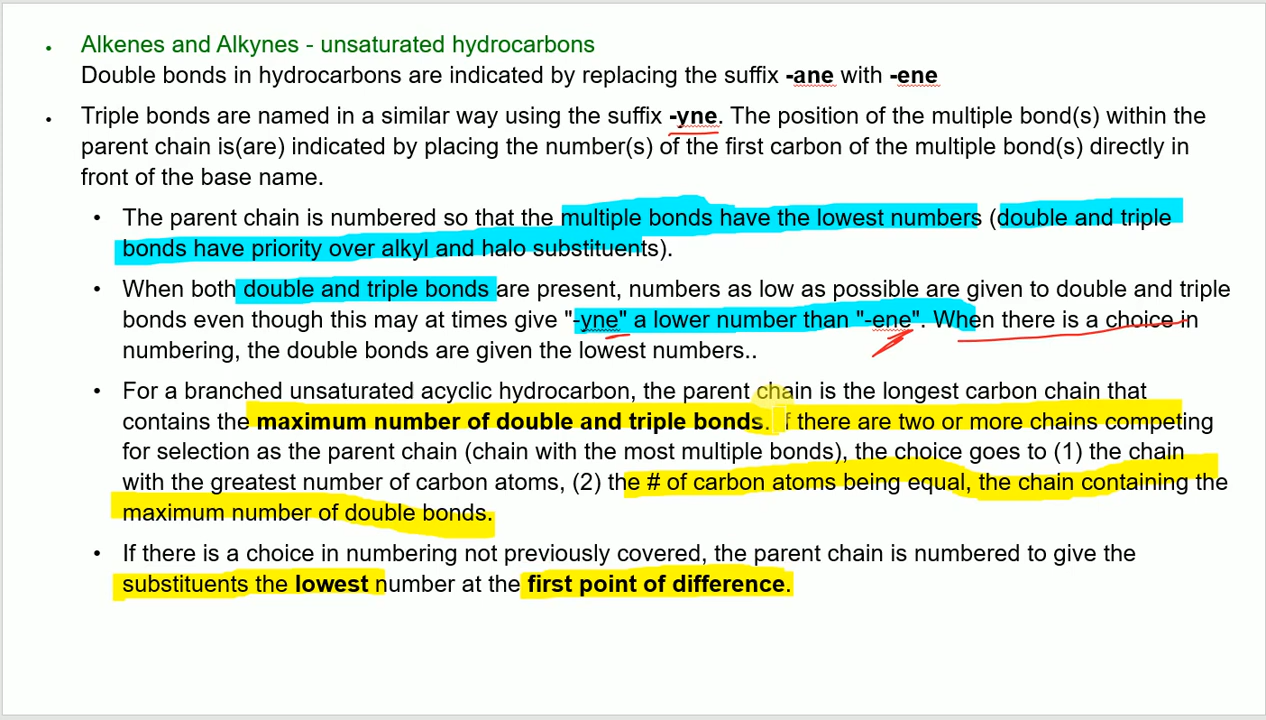 • Alkenes and Alkynes - unsaturated hydrocarbons
Double bonds in hydrocarbons are indicated by replacing the suffix -ane with -ene
• Triple bonds are named in a similar way using the suffix -yne. The position of the multiple bond(s) within the
parent chain is(are) indicated by placing the number(s) of the first carbon of the multiple bond(s) directly in
front of the base name.
• The parent chain is numbered so that the multiple bonds have the lowest numbers (double and triple
bonds have priority over alkyl and halo substituents).
• When both double and triple bonds are present, numbers as low as possible are given to double and triple
bonds even though this may at times give "-yne" a lower number than "-ene". When there is a choice in
numbering, the double bonds are given the lowest numbers..
• For a branched unsaturated acyclic hydrocarbon, the parent chain is the longest carbon chain that
contains the maximum number of double and triple bonds. If there are two or more chains competing
for selection as the parent chain (chain with the most multiple bonds), the choice goes to (1) the chain
with the greatest number of carbon atoms, (2) the # of carbon atoms being equal, the chain containing the
maximum number of double bonds.
• If there is a choice in numbering not previously covered, the parent chain is numbered to give the
substituents the lowest number at the first point of difference.